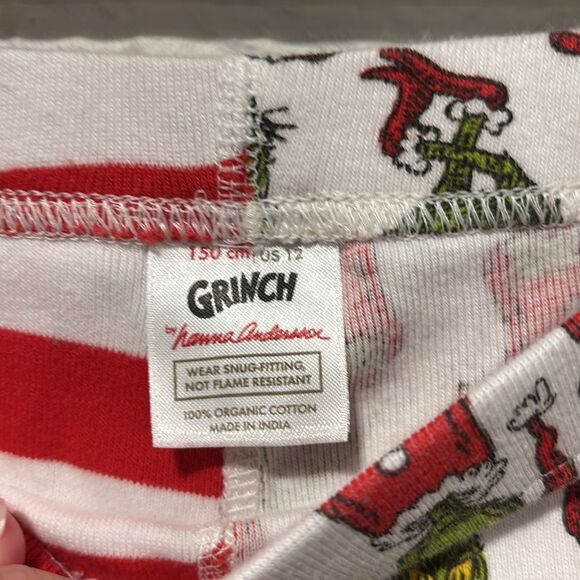 150 cm | US 12
GRINCH
by hanna Andersson
WEAR SNUG-FITTING,
NOT FLAME RESISTANT
100% ORGANIC COTTON
MADE IN INDIA